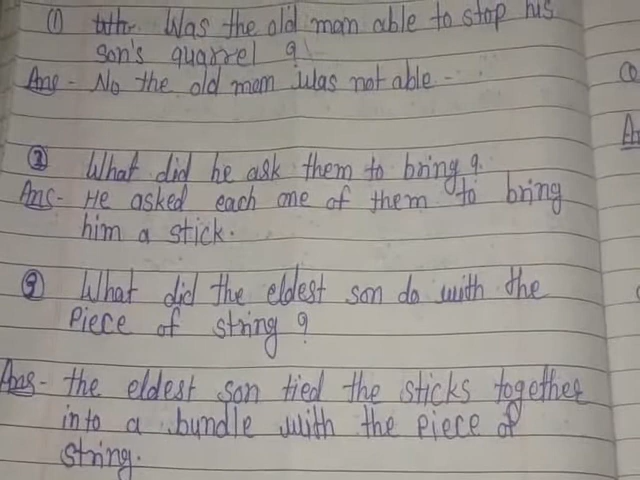 (1) Was the old man able to stop his
son's quarrel ?
Ans - No the old man was not able -
(2) What did he ask them to bring ?
Ans - He asked each one of them to bring
him a stick.
(3) What did the eldest son do with the
Piece of string ?
Ans - the eldest son tied the sticks together
into a bundle with the piece of
string.